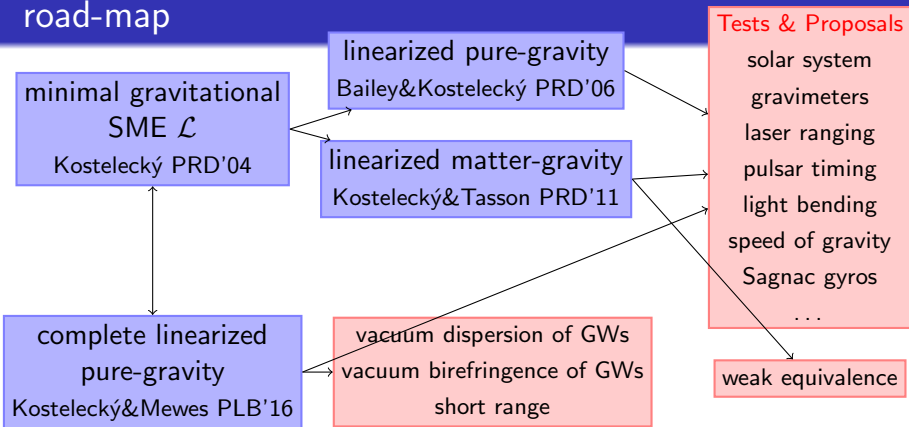 road-map
minimal gravitational
SME ℒ
Kostelecký PRD'04
linearized pure-gravity
Bailey&Kostelecký PRD'06
linearized matter-gravity
Kostelecký&Tasson PRD'11
Tests & Proposals
solar system
gravimeters
laser ranging
pulsar timing
light bending
speed of gravity
Sagnac gyros
...
complete linearized
pure-gravity
Kostelecký&Mewes PLB'16
vacuum dispersion of GWs
vacuum birefringence of GWs
short range
weak equivalence